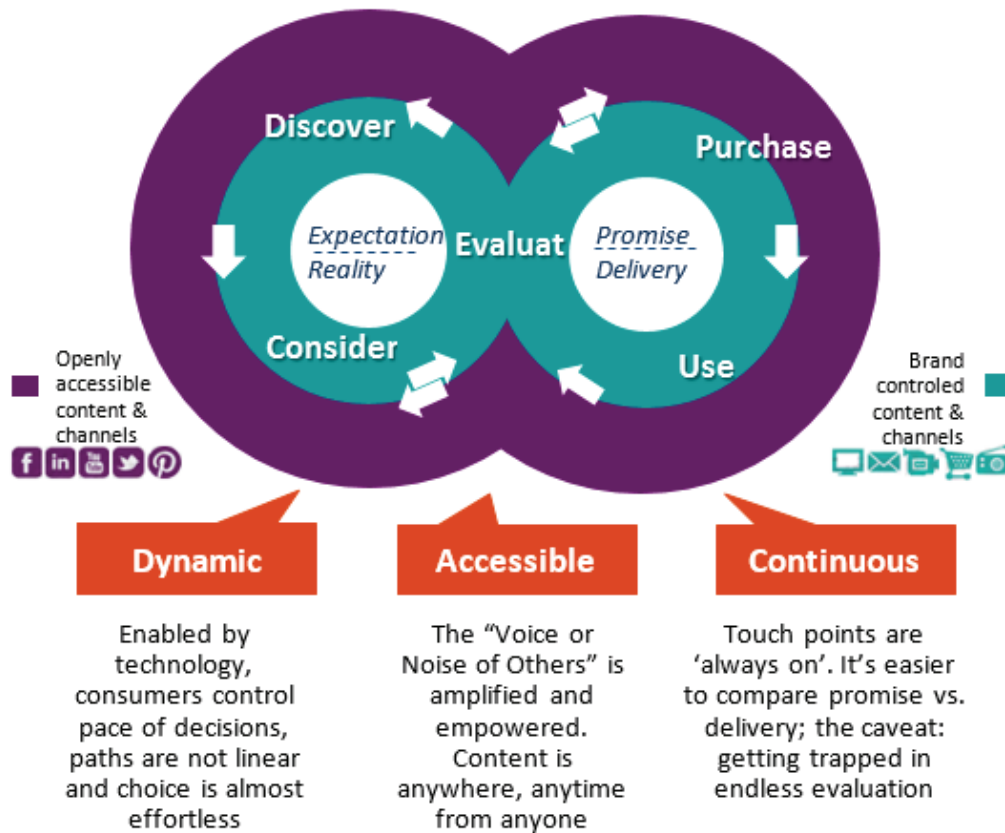 Discover
Purchase
Expectation
Reality
Evaluat
Promise
Delivery
Consider
Use
Openly
accessible
content &
channels
f in You Tube
Brand
controled
content &
channels
Dynamic
Enabled by
technology,
consumers control
pace of decisions,
paths are not linear
and choice is almost
effortless
Accessible
The “Voice or
Noise of Others” is
amplified and
empowered.
Content is
anywhere, anytime
from anyone
Continuous
Touch points are
‘always on’. It’s easier
to compare promise vs.
delivery; the caveat:
getting trapped in
endless evaluation